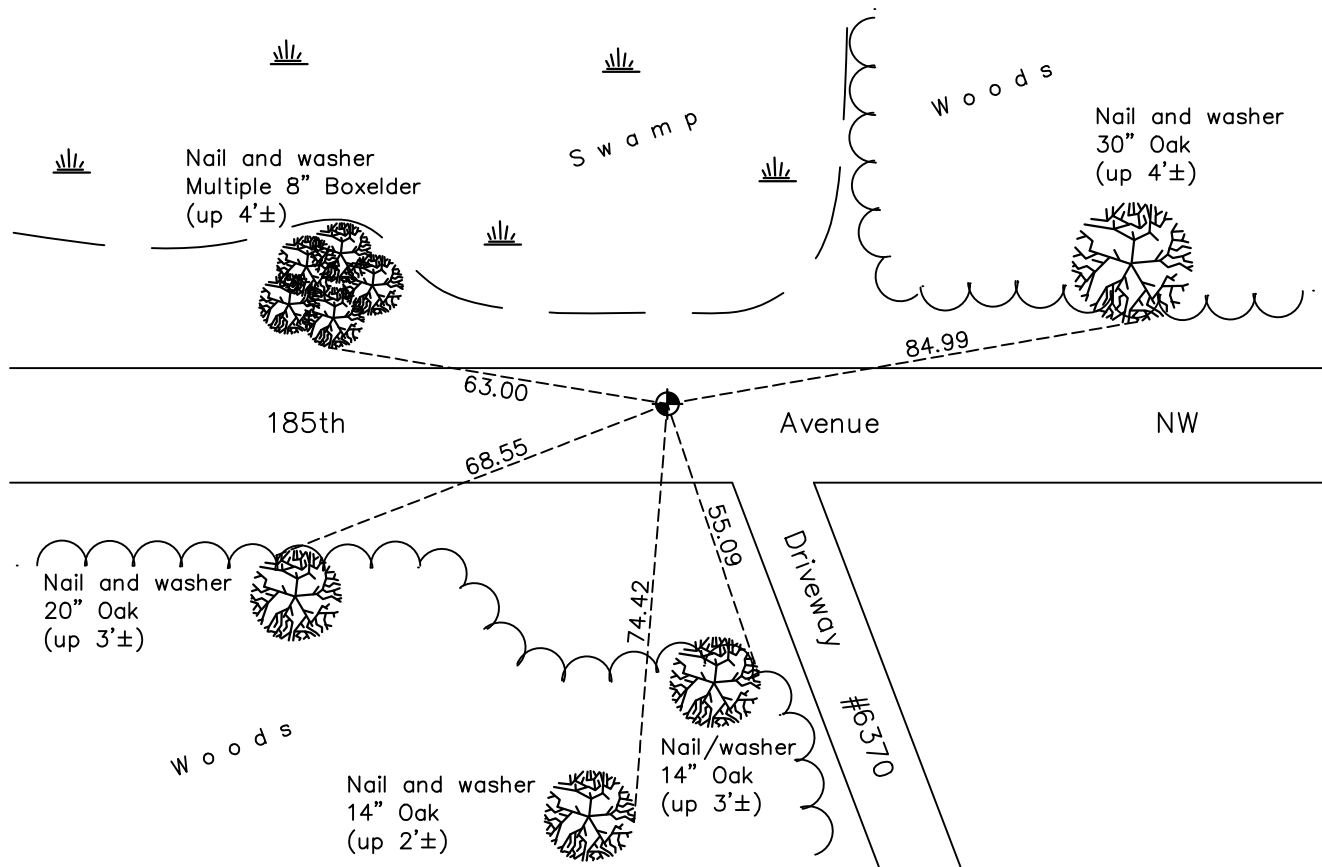 Woods
Nail and washer
30" Oak
(up 4'±)
Swamp
Nail and washer
Multiple 8" Boxelder
(up 4'±)
84.99
63.00
185th Avenue NW
68.55
55.09
74.42
Driveway
#6370
Nail and washer
20" Oak
(up 3'±)
Woods
Nail/washer
14" Oak
(up 3'±)
Nail and washer
14" Oak
(up 2'±)